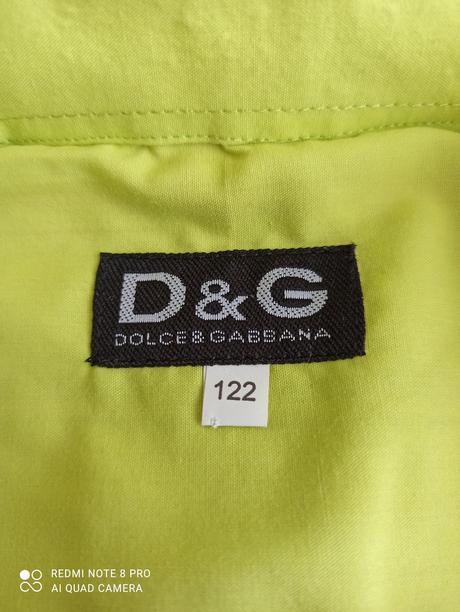 D&G
DOLCE&GABBANA
122
REDMI NOTE 8 PRO
AI QUAD CAMERA